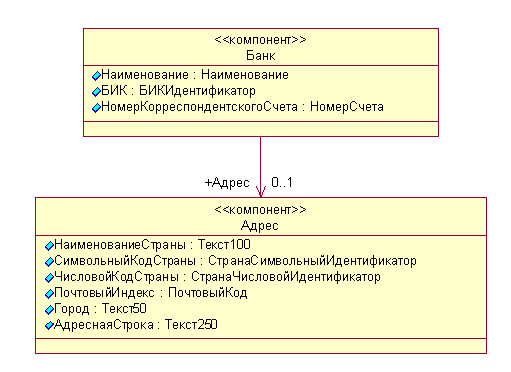 <<компонент>>
Банк
Наименование : Наименование
БИК : БИКИдентификатор
НомерКорреспондентскогоСчета : НомерСчета
+Адрес 0..1
<<компонент>>
Адрес
НаименованиеСтраны : Текст100
СимвольныйКодСтраны : СтранаСимвольныйИдентификатор
ЧисловойКодСтраны : СтранаЧисловойИдентификатор
ПочтовыйИндекс : ПочтовыйКод
Город : Текст50
АдреснаяСтрока : Текст250